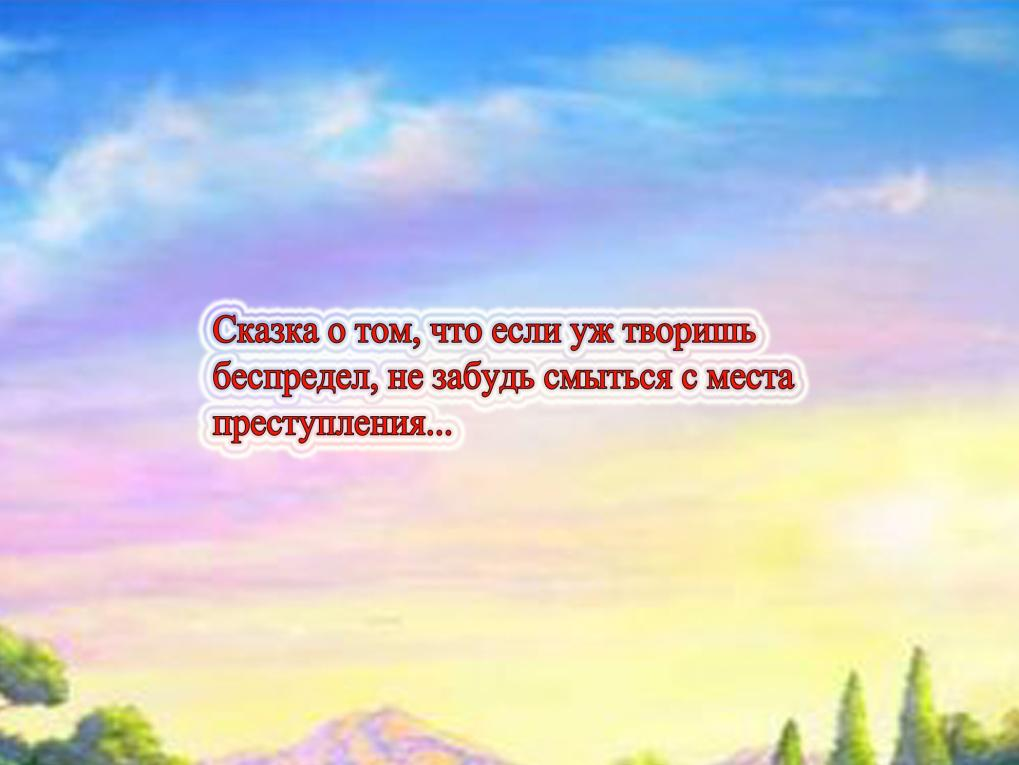 Сказка о том, что если уж творишь
беспредел, не забудь смыться с места
преступления...